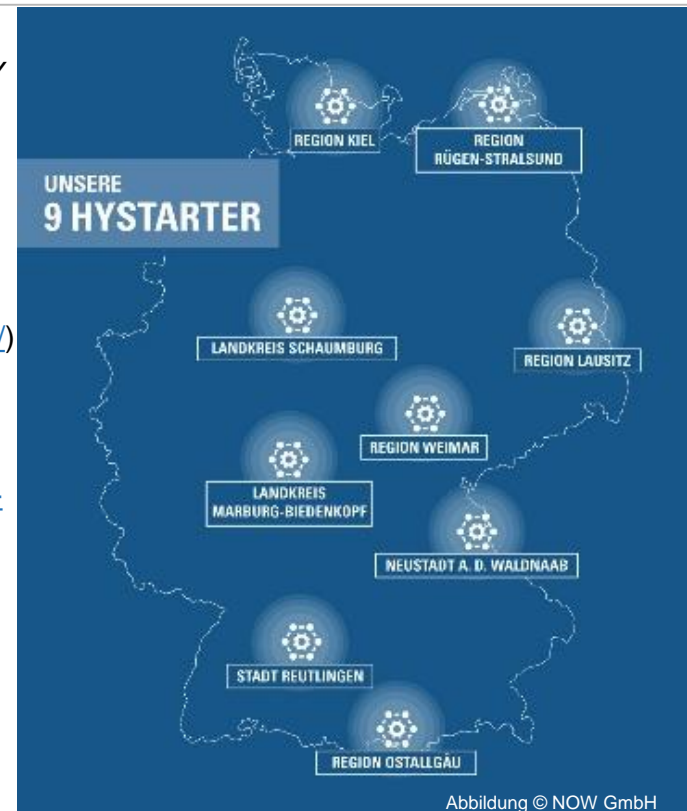 REGION KIEL
REGION
RÜGEN-STRALSUND
UNSERE
9 HYSTARTER
/)
LANDKREIS SCHAUMBURG
REGION LAUSITZ
REGION WEIMAR
LANDKREIS
MARBURG-BIEDENKOPF
NEUSTADT A. D. WALDNAAB
STADT REUTLINGEN
REGION OSTALLGÄU
Abbildung © NOW GmbH